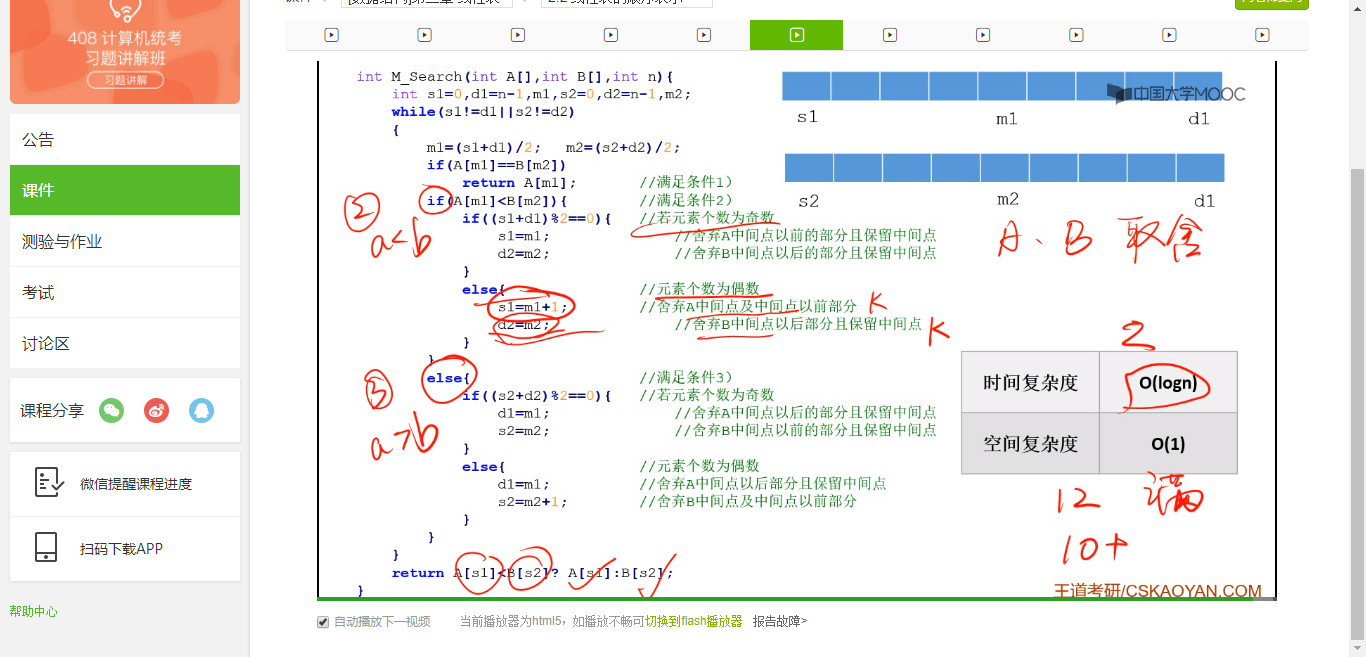 408 计算机统考
习题讲解班
习题讲解
公告
课件
测验与作业
考试
讨论区
课程分享
微信提醒课程进度
扫码下载APP
帮助中心
int M_Search(int A[],int B[],int n){
int s1=0,d1=n-1,m1,s2=0,d2=n-1,m2;
while(s1!=d1||s2!=d2)
{
m1=(s1+d1)/2; m2=(s2+d2)/2;
if(A[m1]==B[m2])
return A[m1]; //满足条件1)
if(A[m1]<B[m2]){ //满足条件2)
if((s1+d1)%2==0){ //若元素个数为奇数
s1=m1; //舍弃A中间点以前的部分且保留中间点
d2=m2; //舍弃B中间点以后的部分且保留中间点
}
else{ //元素个数为偶数
s1=m1+1; //舍弃A中间点及中间点以前部分
d2=m2; //舍弃B中间点以后部分且保留中间点
}
}
else{ //满足条件3)
if((s2+d2)%2==0){ //若元素个数为奇数
d1=m1; //舍弃A中间点以后的部分且保留中间点
s2=m2; //舍弃B中间点以前的部分且保留中间点
}
else{ //元素个数为偶数
d1=m1; //舍弃A中间点以后部分且保留中间点
s2=m2+1; //舍弃B中间点及中间点以前部分
}
}
}
return A[s1]<B[s2]? A[s1]:B[s2];
}
② a<b
③ a>b
K
K
中国大学MOOC
s1 m1 d1
s2 m2 d1
A、B 取舍
2
时间复杂度 O(logn)
空间复杂度 O(1)
12 满
10+
王道考研/CSKAOYAN.COM
自动播放下一视频 当前播放器为html5，如播放不畅可切换到flash播放器 报告故障>